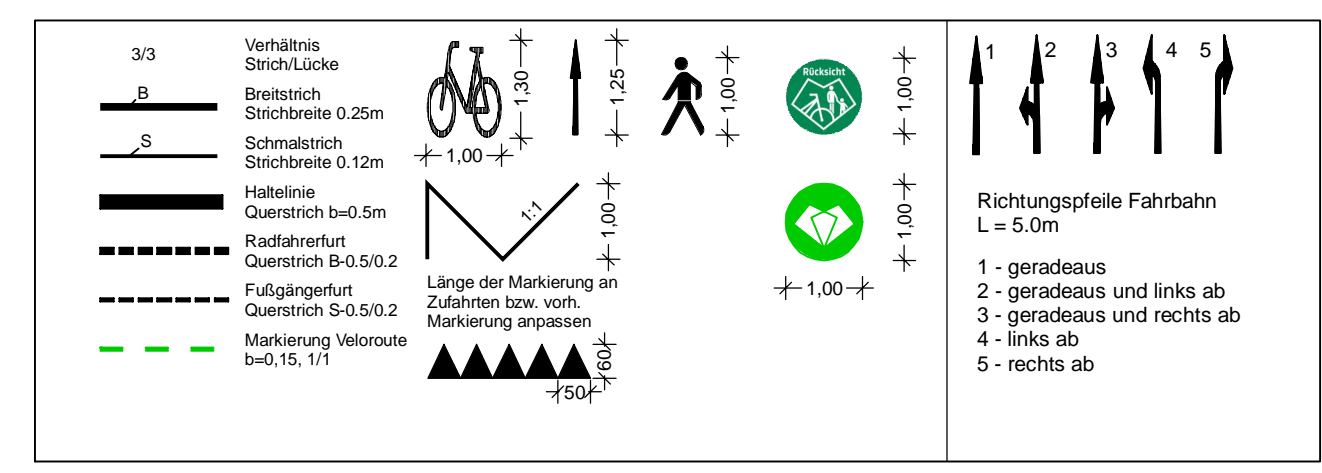 3/3
Verhältnis
Strich/Lücke
B
Breitstrich
Strichbreite 0.25m
S
Schmalstrich
Strichbreite 0.12m
Haltelinie
Querstrich b=0.5m
Radfahrerfurt
Querstrich B-0.5/0.2
Fußgängerfurt
Querstrich S-0.5/0.2
Markierung Veloroute
b=0,15, 1/1
1,30
1,00
1,25
1,00
Rücksicht
1,00
1:1
1,00
Länge der Markierung an
Zufahrten bzw. vorh.
Markierung anpassen
60
50
1,00
1,00
1
2
3
4
5
Richtungspfeile Fahrbahn
L = 5.0m
1 - geradeaus
2 - geradeaus und links ab
3 - geradeaus und rechts ab
4 - links ab
5 - rechts ab